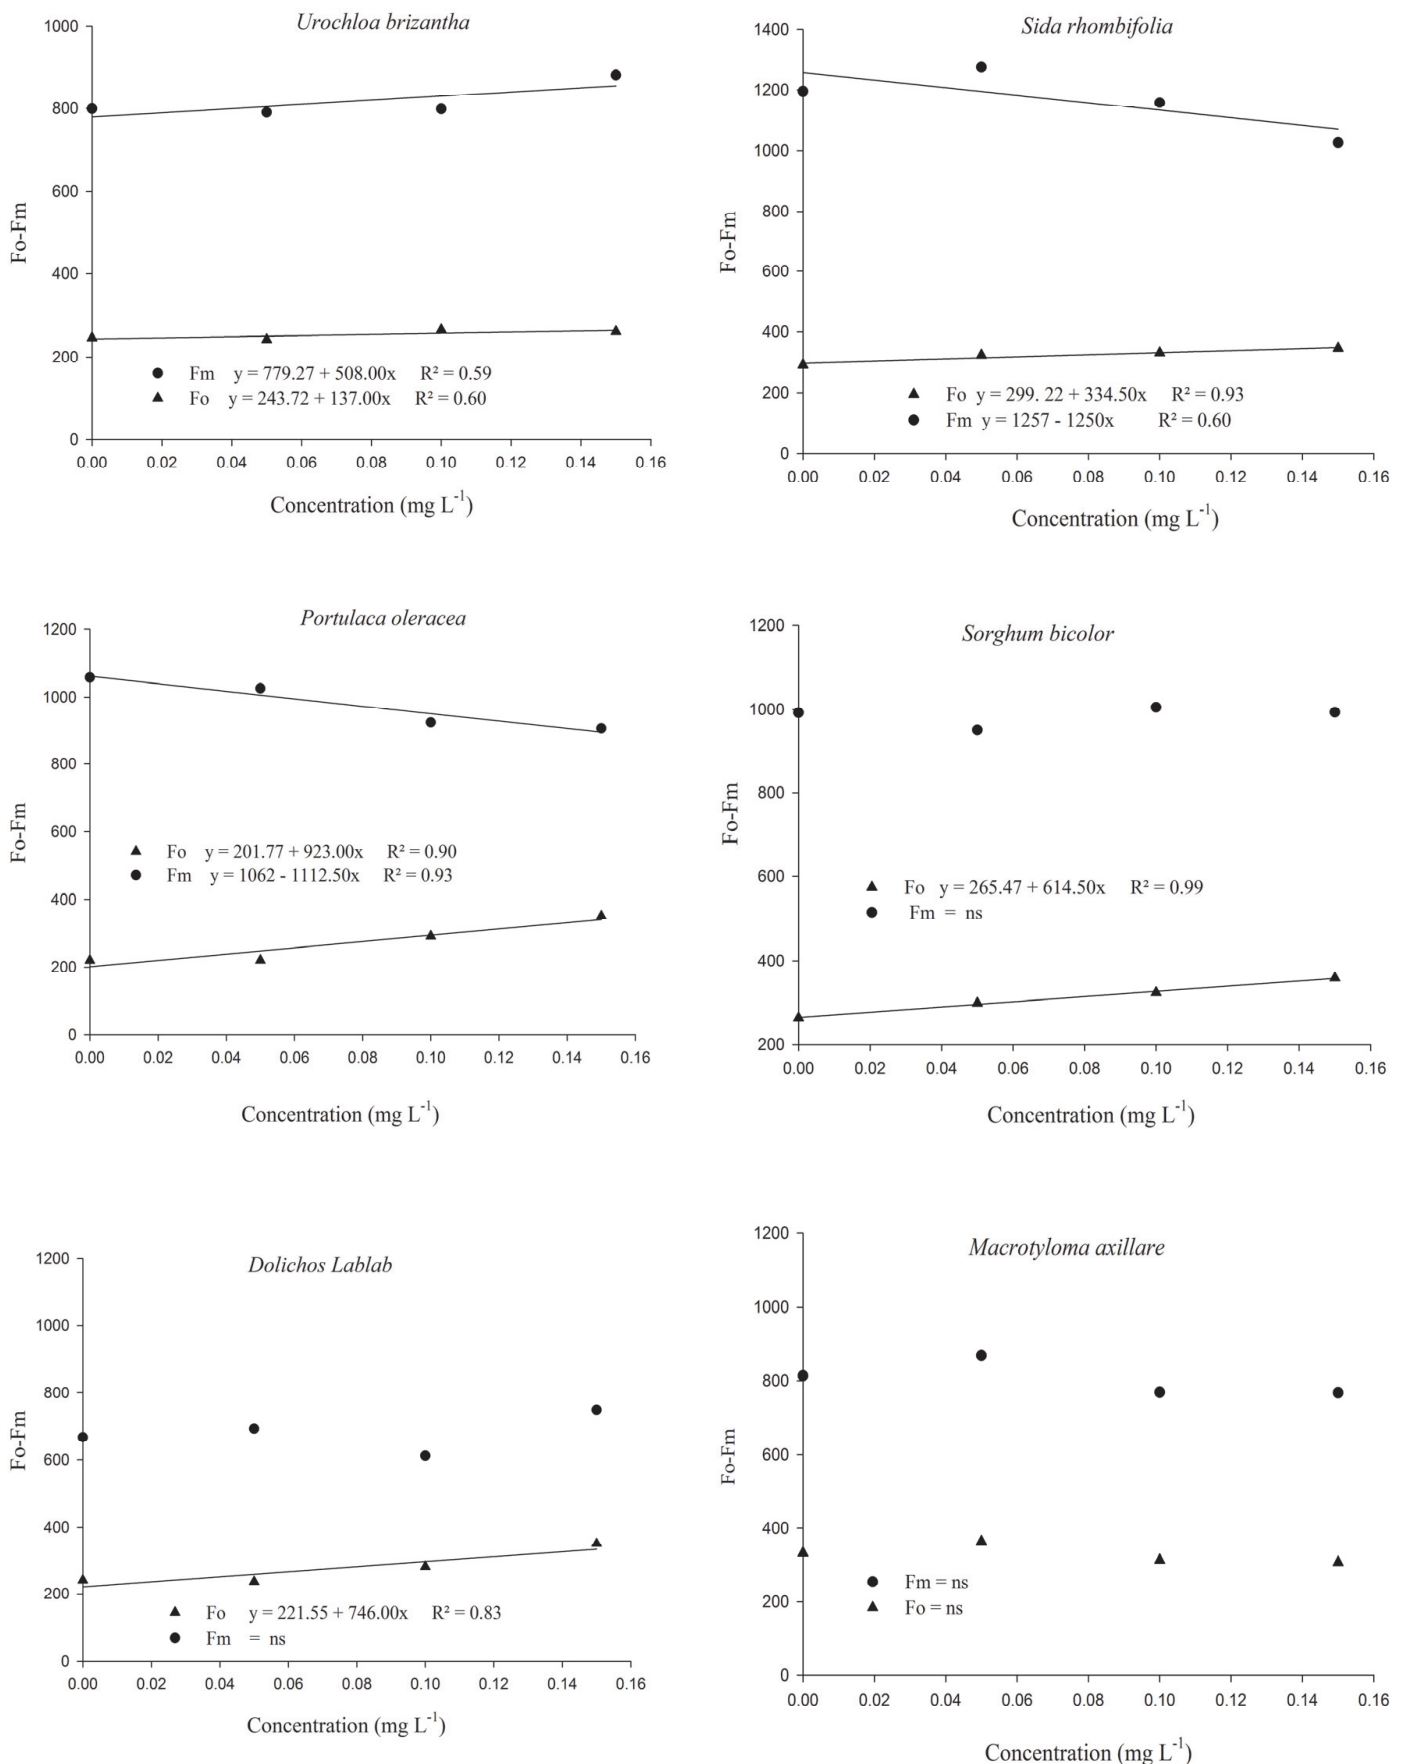 Urochloa brizantha
1000
800
600
400
200
0
Fo-Fm
Fm y = 779.27 + 508.00x R² = 0.59
Fo y = 243.72 + 137.00x R² = 0.60
0.00 0.02 0.04 0.06 0.08 0.10 0.12 0.14 0.16
Concentration (mg L⁻¹)
Sida rhombifolia
1400
1200
1000
800
600
400
200
0
Fo-Fm
Fo y = 299. 22 + 334.50x R² = 0.93
Fm y = 1257 - 1250x R² = 0.60
0.00 0.02 0.04 0.06 0.08 0.10 0.12 0.14 0.16
Concentration (mg L⁻¹)
Portulaca oleracea
1200
1000
800
600
400
200
0
Fo-Fm
Fo y = 201.77 + 923.00x R² = 0.90
Fm y = 1062 - 1112.50x R² = 0.93
0.00 0.02 0.04 0.06 0.08 0.10 0.12 0.14 0.16
Concentration (mg L⁻¹)
Sorghum bicolor
1200
1000
800
600
400
200
Fo-Fm
Fo y = 265.47 + 614.50x R² = 0.99
Fm = ns
0.00 0.02 0.04 0.06 0.08 0.10 0.12 0.14 0.16
Concentration (mg L⁻¹)
Dolichos Lablab
1200
1000
800
600
400
200
0
Fo-Fm
Fo y = 221.55 + 746.00x R² = 0.83
Fm = ns
0.00 0.02 0.04 0.06 0.08 0.10 0.12 0.14 0.16
Concentration (mg L⁻¹)
Macrotyloma axillare
1200
1000
800
600
400
200
0
Fo-Fm
Fm = ns
Fo = ns
0.00 0.02 0.04 0.06 0.08 0.10 0.12 0.14 0.16
Concentration (mg L⁻¹)